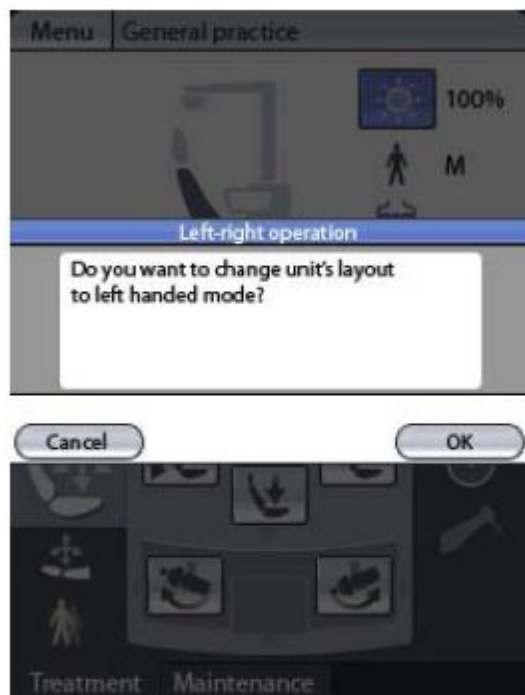 Menu General practice
100%
M
Left-right operation
Do you want to change unit's layout
to left handed mode?
Cancel OK
Treatment Maintenance